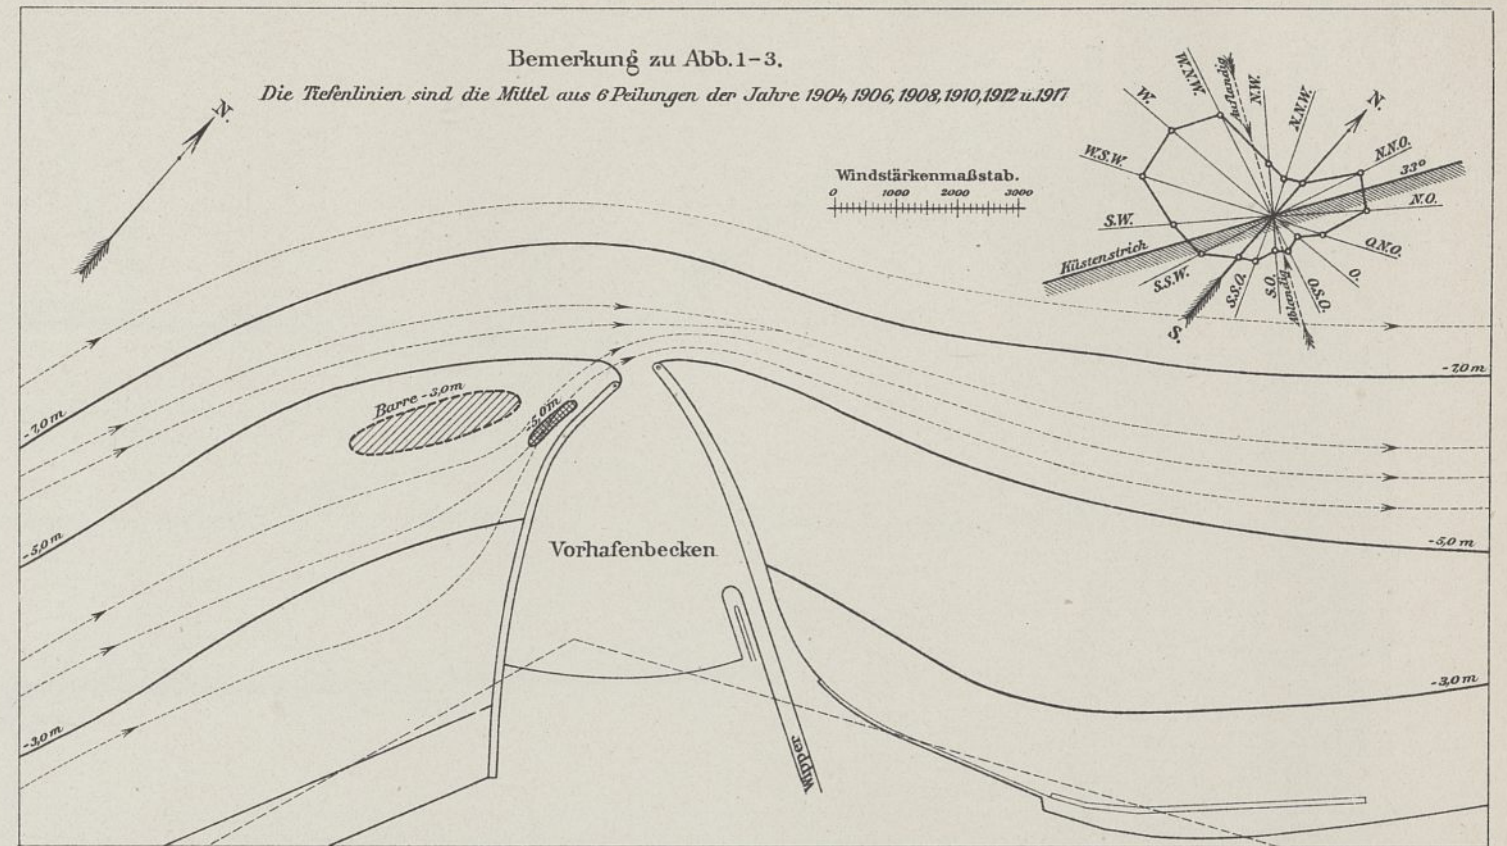 Bemerkung zu Abb. 1-3.
Die Tiefenlinien sind die Mittel aus 6 Peilungen der Jahre 1904, 1906, 1908, 1910, 1912 u. 1917
N.
Windstärkenmaßstab.
0 1000 2000 3000
W.N.W.
Auflandig
N.W.
N.N.W.
N.
W.
N.N.O.
W.S.W.
33°
N.O.
S.W.
Küstenstrich
O.N.O.
S.S.W.
O.
S.S.O.
S.O.
Ablandig
O.S.O.
S.
-7,0 m
-7,0 m
Barre -3,0 m
-5,0 m
-5,0 m
-5,0 m
Vorhafenbecken
-3,0 m
-3,0 m
Wipper